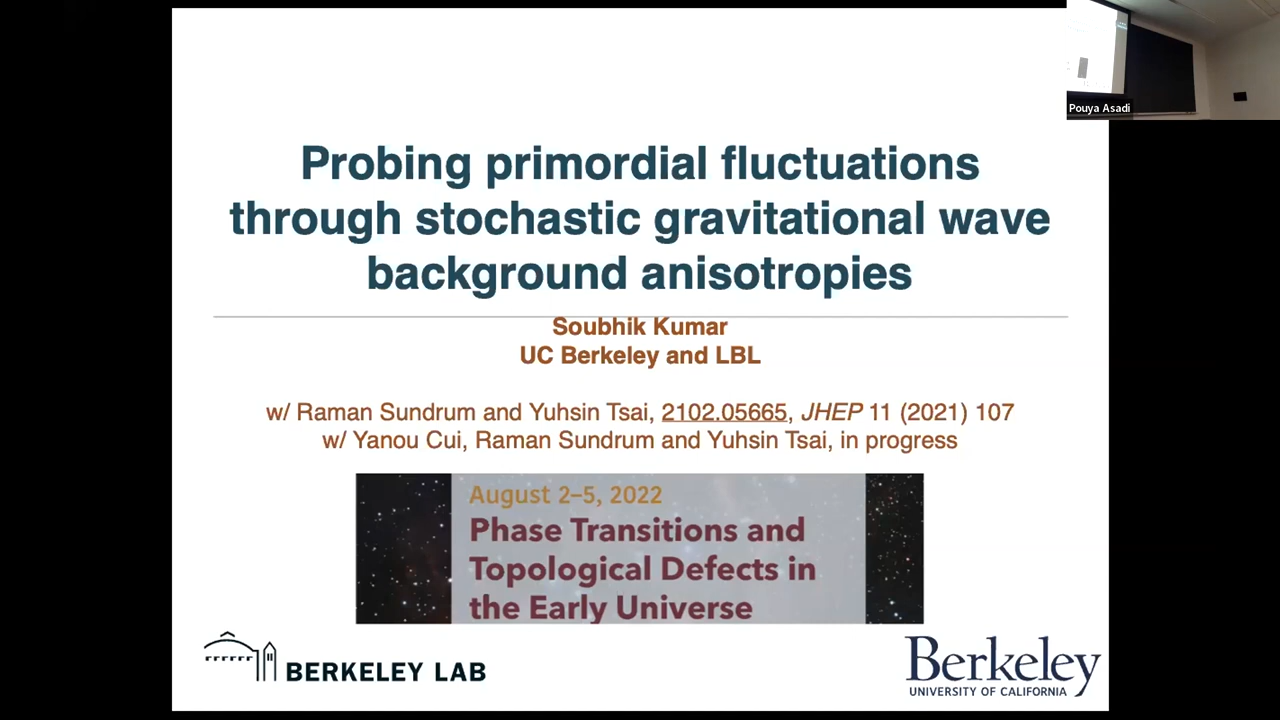 Pouya Asadi
Probing primordial fluctuations
through stochastic gravitational wave
background anisotropies
Soubhik Kumar
UC Berkeley and LBL
w/ Raman Sundrum and Yuhsin Tsai, 2102.05665, JHEP 11 (2021) 107
w/ Yanou Cui, Raman Sundrum and Yuhsin Tsai, in progress
August 2–5, 2022
Phase Transitions and
Topological Defects in
the Early Universe
BERKELEY LAB
Berkeley
UNIVERSITY OF CALIFORNIA